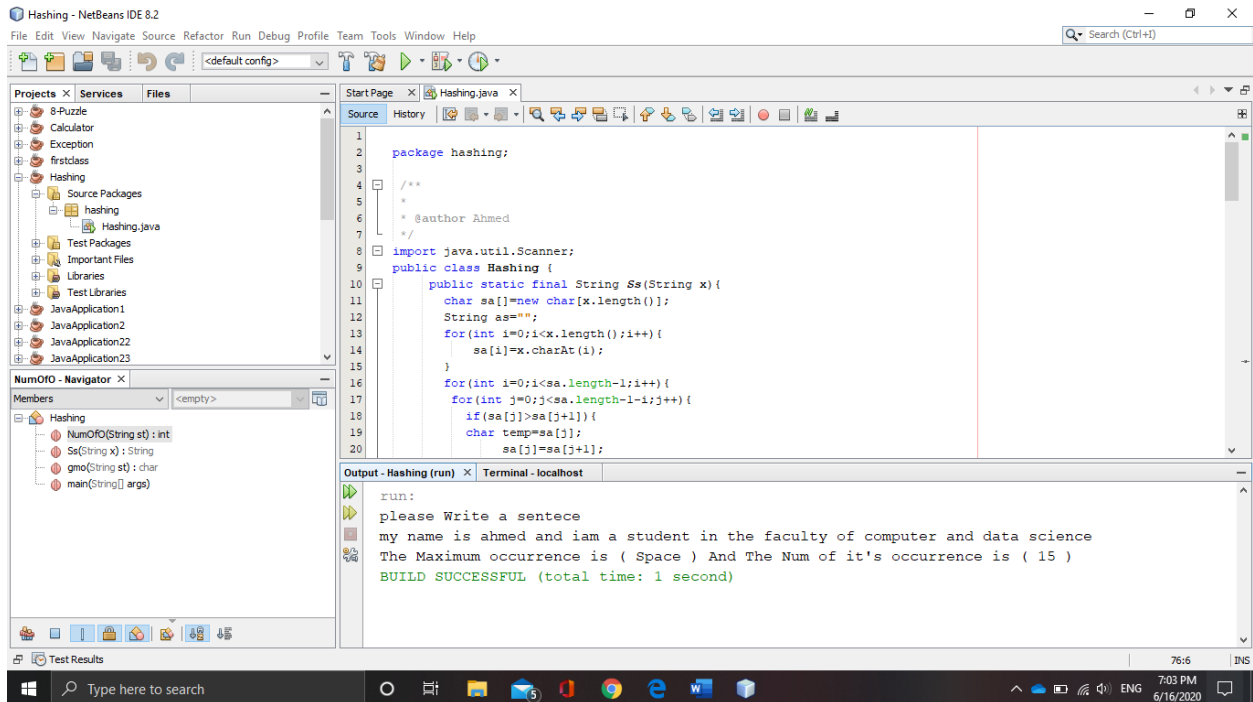 Hashing - NetBeans IDE 8.2
File Edit View Navigate Source Refactor Run Debug Profile Team Tools Window Help
Search (Ctrl+I)
<default config>
Projects Services Files
8-Puzzle
Calculator
Exception
firstclass
Hashing
Source Packages
hashing
Hashing.java
Test Packages
Important Files
Libraries
Test Libraries
JavaApplication1
JavaApplication2
JavaApplication22
JavaApplication23
NumOfO - Navigator
Members <empty>
Hashing
NumOfO(String st) : int
Ss(String x) : String
gmo(String st) : char
main(String[] args)
Start Page Hashing.java
Source History
1
2 package hashing;
3
4 /**
5 *
6 * @author Ahmed
7 */
8 import java.util.Scanner;
9 public class Hashing {
10 public static final String Ss(String x){
11 char sa[]=new char[x.length()];
12 String as="";
13 for(int i=0;i<x.length();i++){
14 sa[i]=x.charAt(i);
15 }
16 for(int i=0;i<sa.length-1;i++){
17 for(int j=0;j<sa.length-1-i;j++){
18 if(sa[j]>sa[j+1]){
19 char temp=sa[j];
20 sa[j]=sa[j+1];
Output - Hashing (run) Terminal - localhost
run:
please Write a sentece
my name is ahmed and iam a student in the faculty of computer and data science
The Maximum occurrence is ( Space ) And The Num of it's occurrence is ( 15 )
BUILD SUCCESSFUL (total time: 1 second)
Test Results
76:6 INS
Type here to search
5
W
ENG
7:03 PM
6/16/2020